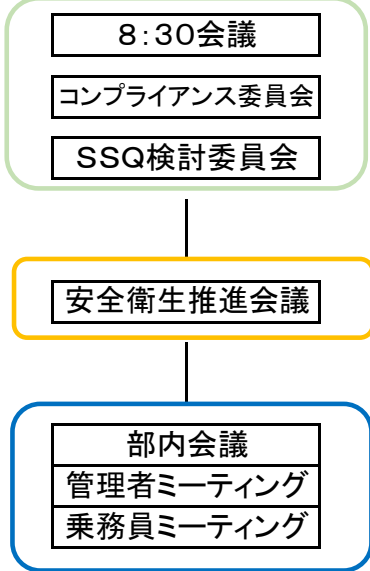 ８：３０会議
コンプライアンス委員会
ＳＳＱ検討委員会
安全衛生推進会議
部内会議
管理者ミーティング
乗務員ミーティング